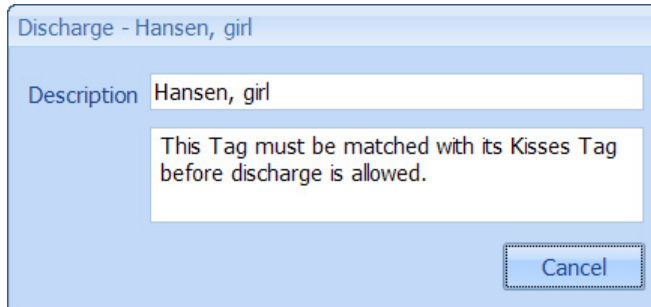 Discharge - Hansen, girl
Description Hansen, girl
This Tag must be matched with its Kisses Tag
before discharge is allowed.
Cancel